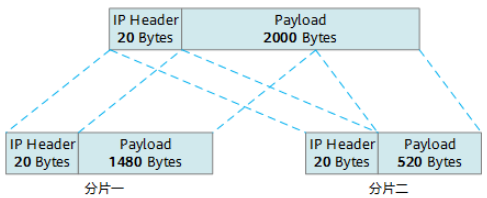 IP Header
20 Bytes
Payload
2000 Bytes
IP Header
20 Bytes
Payload
1480 Bytes
IP Header
20 Bytes
Payload
520 Bytes
分片一
分片二